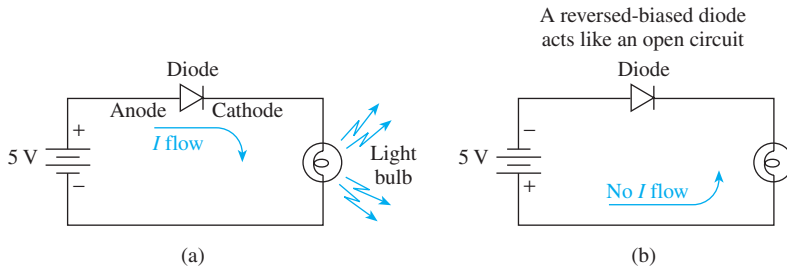 Diode
Anode
Cathode
+
5 V
−
I flow
Light
bulb
(a)
A reversed-biased diode
acts like an open circuit
Diode
−
5 V
+
No I flow
(b)